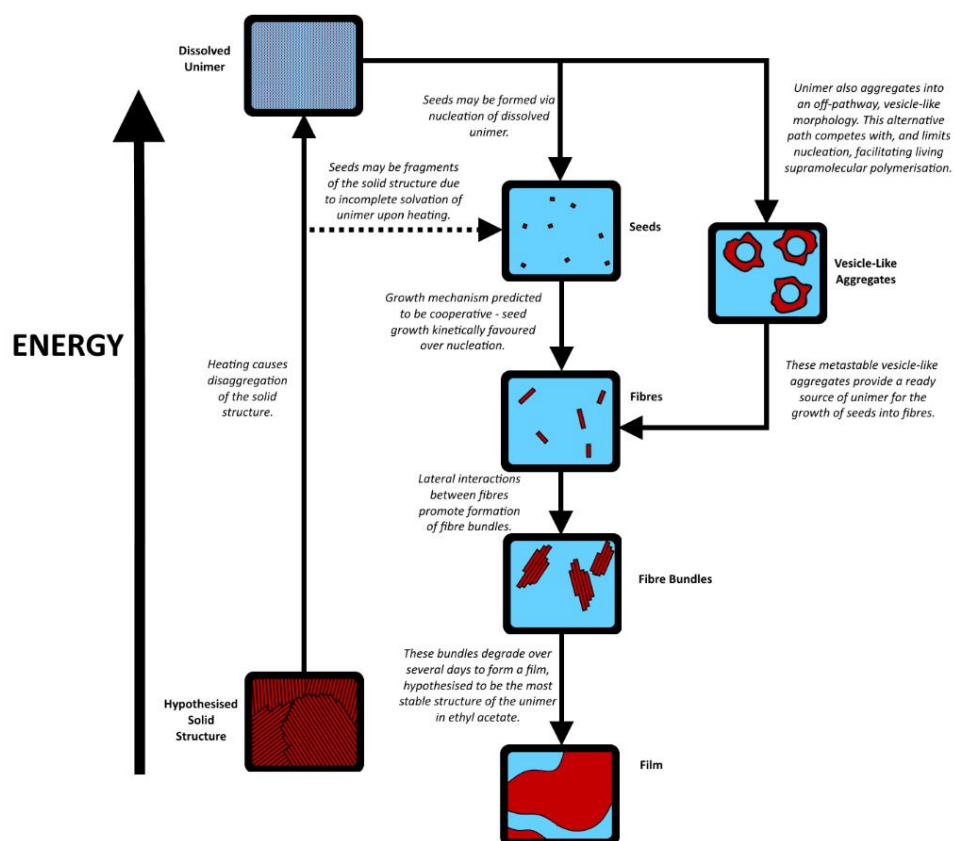 Dissolved
Unimer
Seeds may be formed via
nucleation of dissolved
unimer.
Unimer also aggregates into
an off-pathway, vesicle-like
morphology. This alternative
path competes with, and limits
nucleation, facilitating living
supramolecular polymerisation.
Seeds may be fragments
of the solid structure due
to incomplete solvation of
unimer upon heating.
Seeds
Vesicle-Like
Aggregates
Growth mechanism predicted
to be cooperative - seed
growth kinetically favoured
over nucleation.
ENERGY
Heating causes
disaggregation
of the solid
structure.
These metastable vesicle-like
aggregates provide a ready
source of unimer for the
growth of seeds into fibres.
Fibres
Lateral interactions
between fibres
promote formation
of fibre bundles.
Fibre Bundles
These bundles degrade over
several days to form a film,
hypothesised to be the most
stable structure of the unimer
in ethyl acetate.
Hypothesised
Solid
Structure
Film